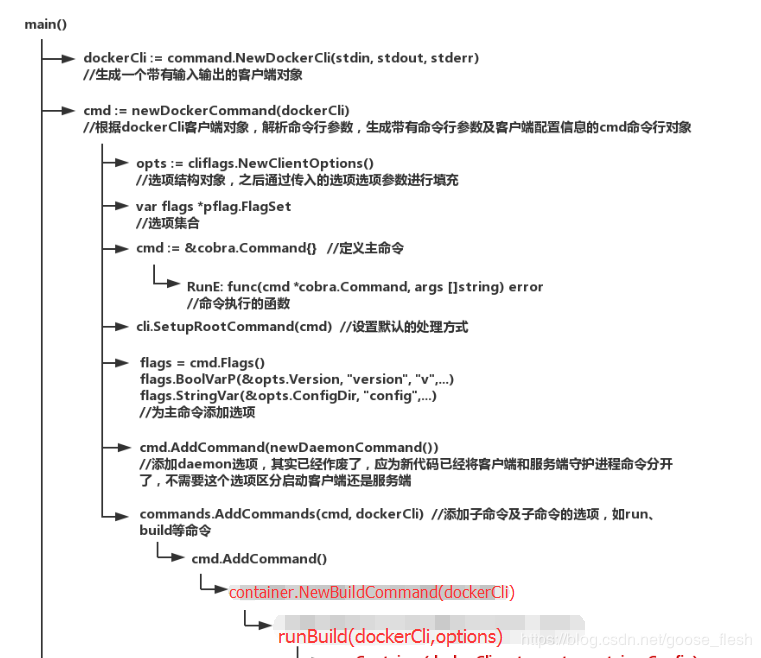 main()
dockerCli := command.NewDockerCli(stdin, stdout, stderr)
//生成一个带有输入输出的客户端对象
cmd := newDockerCommand(dockerCli)
//根据dockerCli客户端对象，解析命令行参数，生成带有命令行参数及客户端配置信息的cmd命令行对象
opts := cliflags.NewClientOptions()
//选项结构对象，之后通过传入的选项选项参数进行填充
var flags *pflag.FlagSet
//选项集合
cmd := &cobra.Command{} //定义主命令
RunE: func(cmd *cobra.Command, args []string) error
//命令执行的函数
cli.SetupRootCommand(cmd) //设置默认的处理方式
flags = cmd.Flags()
flags.BoolVarP(&opts.Version, "version", "v",...)
flags.StringVar(&opts.ConfigDir, "config",...)
//为主命令添加选项
cmd.AddCommand(newDaemonCommand())
//添加daemon选项，其实已经作废了，应为新代码已经将客户端和服务端守护进程命令分开
了，不需要这个选项区分启动客户端还是服务端
commands.AddCommands(cmd, dockerCli) //添加子命令及子命令的选项，如run、
build等命令
cmd.AddCommand()
container.NewBuildCommand(dockerCli)
runBuild(dockerCli,options)
https://blog.csdn.net/goose_flesh